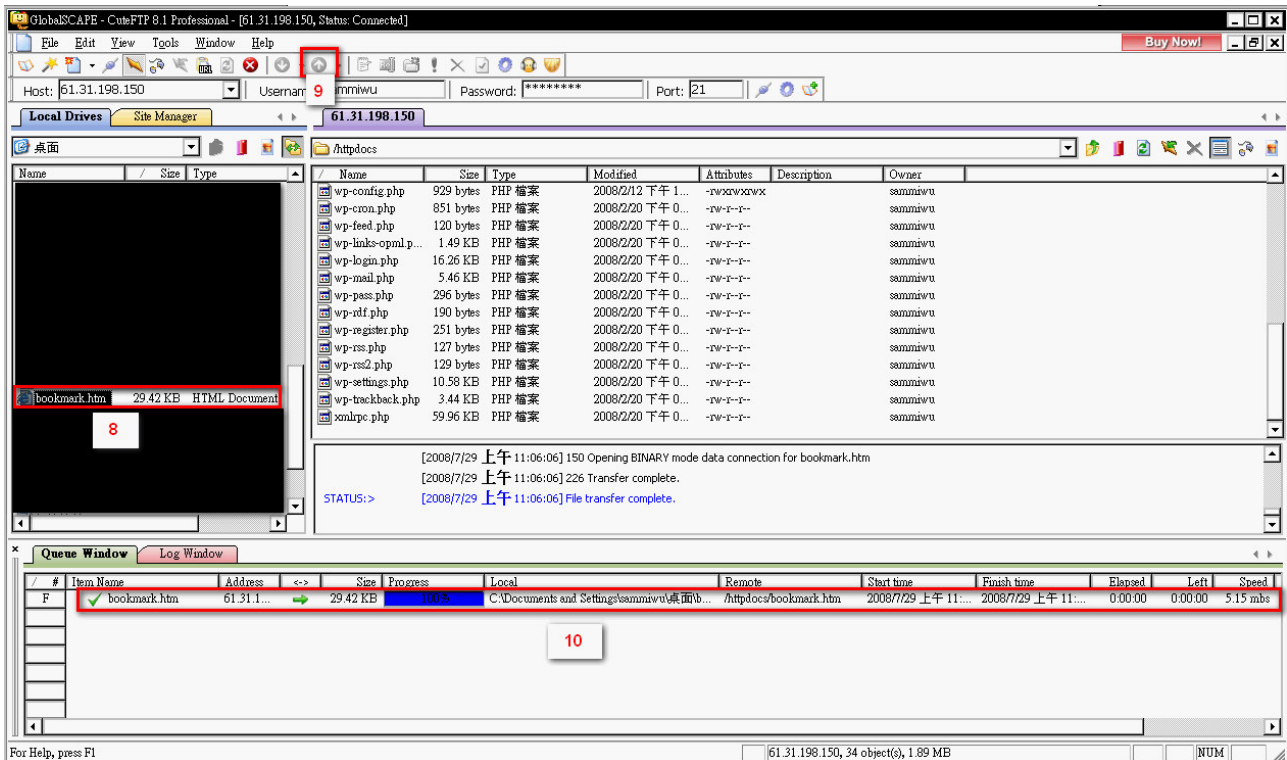 GlobalSCAPE - CuteFTP 8.1 Professional - [61.31.198.150, Status: Connected]
File Edit View Tools Window Help Buy Now!
9
Host: 61.31.198.150 Usernam mmiwu Password: ******** Port: 21
Local Drives Site Manager 61.31.198.150
桌面 /httpdocs
Name / Size Type / Name Size Type Modified Attributes Description Owner
wp-config.php 929 bytes PHP 檔案 2008/2/12 下午 1... -rwxrwxrwx sammiwu
wp-cron.php 851 bytes PHP 檔案 2008/2/20 下午 0... -rw-r--r-- sammiwu
wp-feed.php 120 bytes PHP 檔案 2008/2/20 下午 0... -rw-r--r-- sammiwu
wp-links-opml.p... 1.49 KB PHP 檔案 2008/2/20 下午 0... -rw-r--r-- sammiwu
wp-login.php 16.26 KB PHP 檔案 2008/2/20 下午 0... -rw-r--r-- sammiwu
wp-mail.php 5.46 KB PHP 檔案 2008/2/20 下午 0... -rw-r--r-- sammiwu
wp-pass.php 296 bytes PHP 檔案 2008/2/20 下午 0... -rw-r--r-- sammiwu
wp-rdf.php 190 bytes PHP 檔案 2008/2/20 下午 0... -rw-r--r-- sammiwu
wp-register.php 251 bytes PHP 檔案 2008/2/20 下午 0... -rw-r--r-- sammiwu
wp-rss.php 127 bytes PHP 檔案 2008/2/20 下午 0... -rw-r--r-- sammiwu
wp-rss2.php 129 bytes PHP 檔案 2008/2/20 下午 0... -rw-r--r-- sammiwu
wp-settings.php 10.58 KB PHP 檔案 2008/2/20 下午 0... -rw-r--r-- sammiwu
bookmark.htm 29.42 KB HTML Document wp-trackback.php 3.44 KB PHP 檔案 2008/2/20 下午 0... -rw-r--r-- sammiwu
xmlrpc.php 59.96 KB PHP 檔案 2008/2/20 下午 0... -rw-r--r-- sammiwu
8
[2008/7/29 上午 11:06:06] 150 Opening BINARY mode data connection for bookmark.htm
[2008/7/29 上午 11:06:06] 226 Transfer complete.
STATUS:> [2008/7/29 上午 11:06:06] File transfer complete.
Queue Window Log Window
/ # Item Name Address <-> Size Progress Local Remote Start time Finish time Elapsed Left Speed
F bookmark.htm 61.31.1... 29.42 KB 100% C:\Documents and Settings\sammiwu\桌面\b... /httpdocs/bookmark.htm 2008/7/29 上午 11:... 2008/7/29 上午 11:... 0:00:00 0:00:00 5.15 mbs
10
For Help, press F1 61.31.198.150, 34 object(s), 1.89 MB NUM